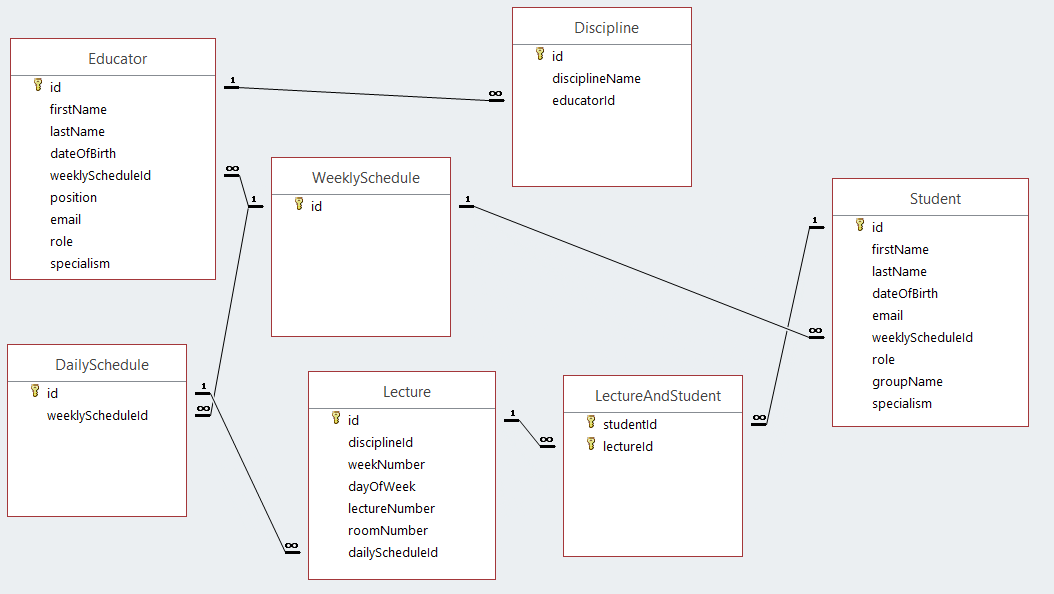 Educator
id
firstName
lastName
dateOfBirth
weeklyScheduleId
position
email
role
specialism
1
∞
Discipline
id
disciplineName
educatorId
∞
1
WeeklySchedule
id
1
∞
Student
id
firstName
lastName
dateOfBirth
email
weeklyScheduleId
role
groupName
specialism
1
∞
DailySchedule
id
weeklyScheduleId
1
∞
∞
Lecture
id
disciplineId
weekNumber
dayOfWeek
lectureNumber
roomNumber
dailyScheduleId
1
∞
LectureAndStudent
studentId
lectureId